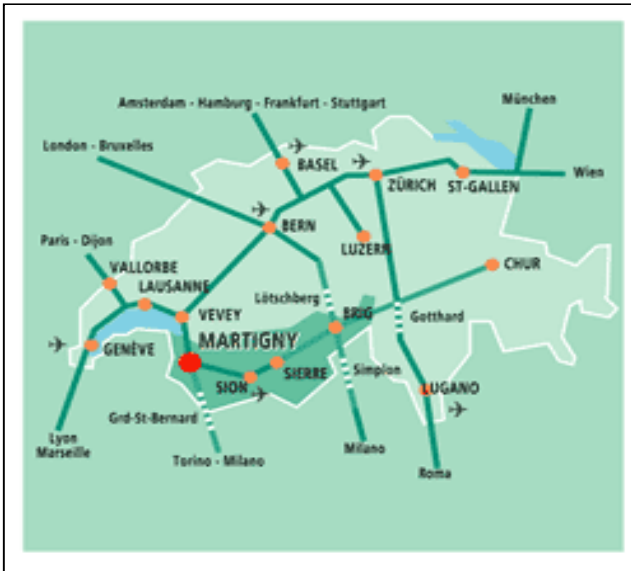 München
Amsterdam - Hamburg - Frankfurt - Stuttgart
London - Bruxelles
BASEL
ZÜRICH
ST-GALLEN
Wien
BERN
LUZERN
Paris - Dijon
VALLORBE
LAUSANNE
CHUR
Lötschberg
VEVEY
BRIG
Gotthard
GENÈVE
MARTIGNY
SION
SIERRE
Simplon
LUGANO
Grd-St-Bernard
Lyon
Marseille
Torino - Milano
Milano
Roma